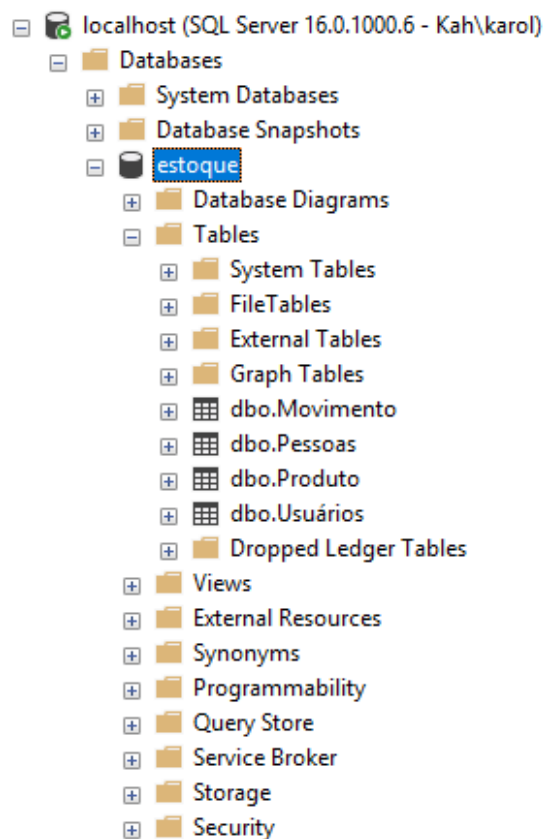 localhost (SQL Server 16.0.1000.6 - Kah\karol)
Databases
System Databases
Database Snapshots
estoque
Database Diagrams
Tables
System Tables
FileTables
External Tables
Graph Tables
dbo.Movimento
dbo.Pessoas
dbo.Produto
dbo.Usuários
Dropped Ledger Tables
Views
External Resources
Synonyms
Programmability
Query Store
Service Broker
Storage
Security